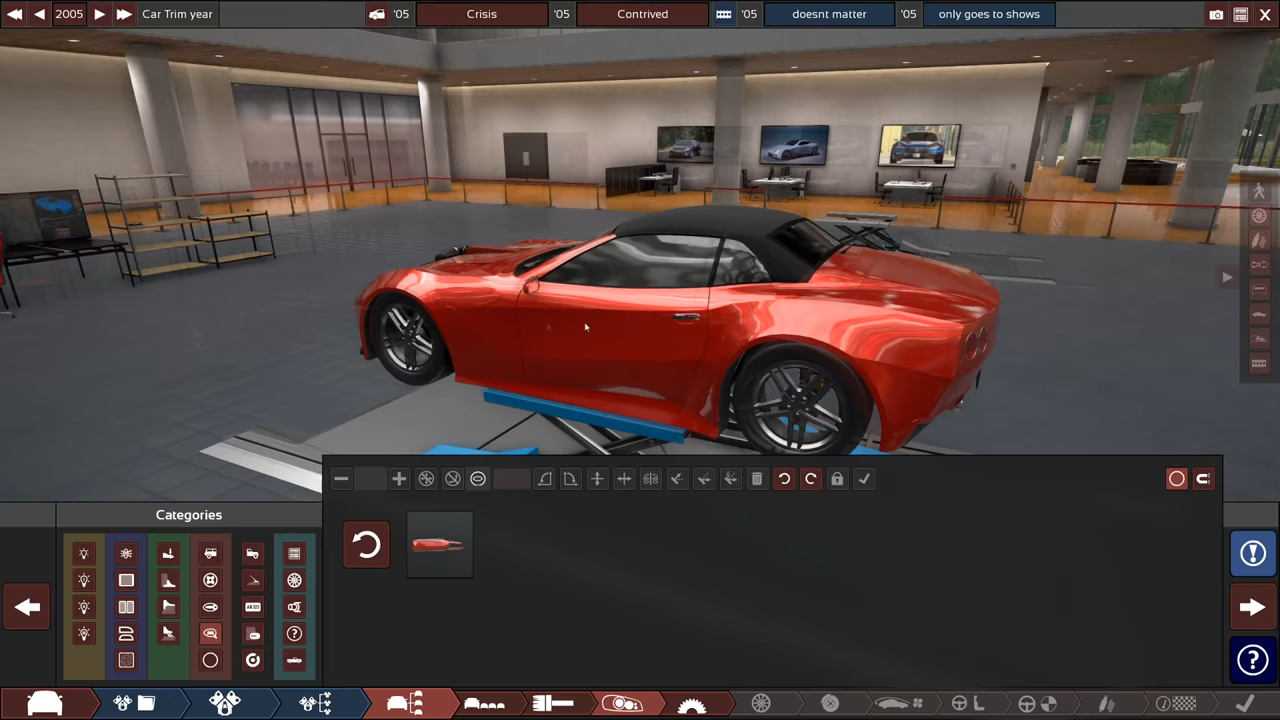 2005 Car Trim year '05 Crisis '05 Contrived '05 doesnt matter '05 only goes to shows
Categories